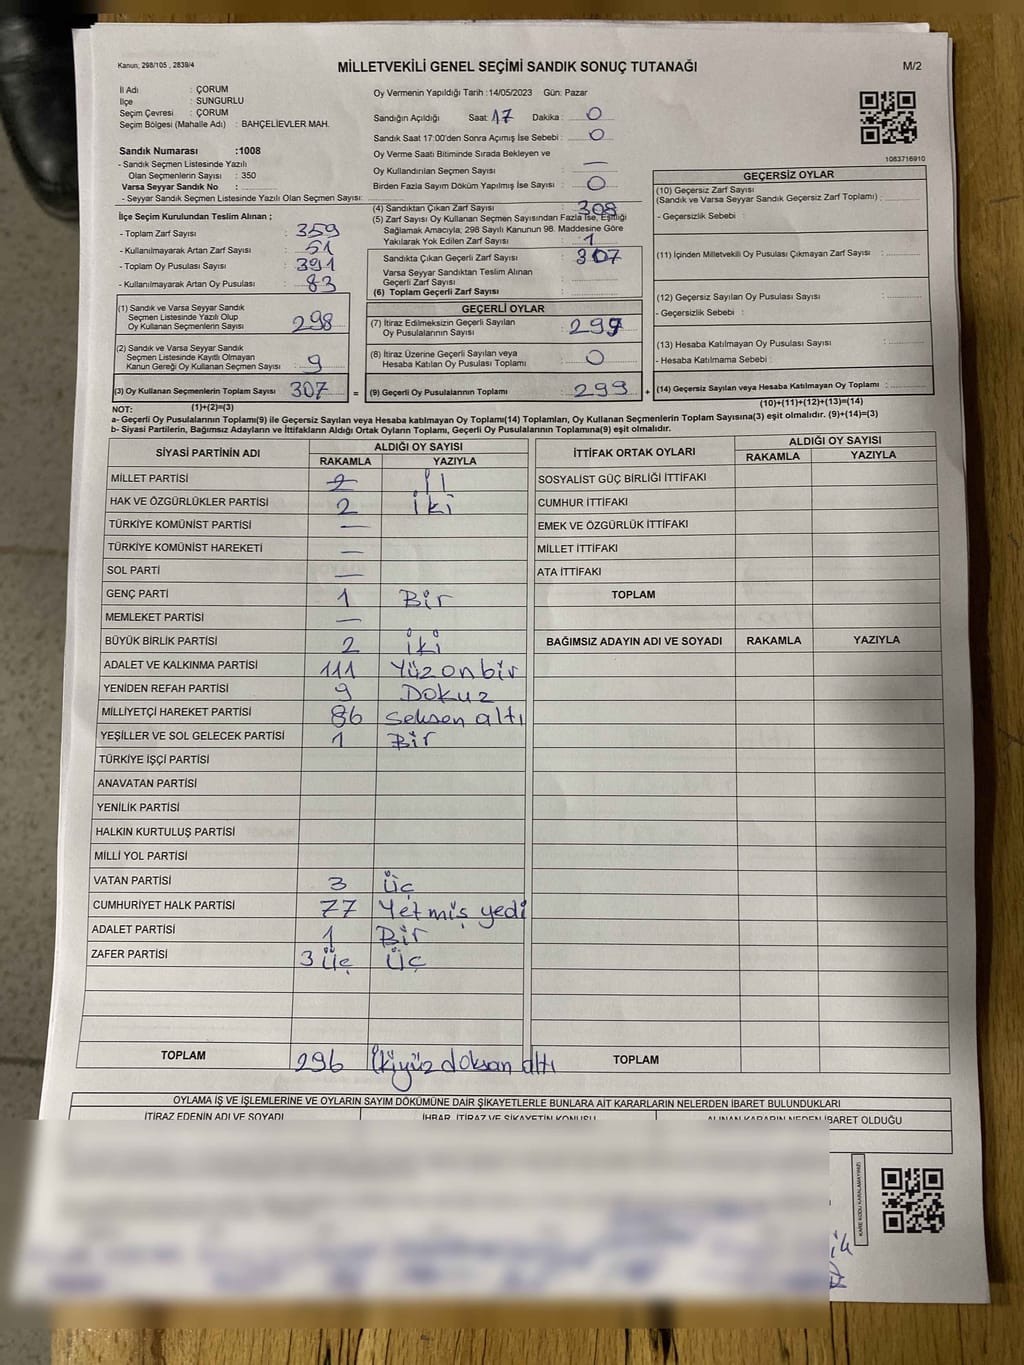 Kanun; 298/105 , 2839/4
MİLLETVEKİLİ GENEL SEÇİMİ SANDIK SONUÇ TUTANAĞI
M/2
İl Adı : ÇORUM
İlçe : SUNGURLU
Seçim Çevresi : ÇORUM
Seçim Bölgesi (Mahalle Adı) : BAHÇELİEVLER MAH.
Oy Vermenin Yapıldığı Tarih :14/05/2023 Gün: Pazar
Sandığın Açıldığı Saat: 17 Dakika : 0
Sandık Saat 17:00'den Sonra Açımış İse Sebebi : 0
Oy Verme Saati Bitiminde Sırada Bekleyen ve
Oy Kullandırılan Seçmen Sayısı : —
Birden Fazla Sayım Döküm Yapılmış İse Sayısı : 0
1083716910
Sandık Numarası :1008
- Sandık Seçmen Listesinde Yazılı
Olan Seçmenlerin Sayısı : 350
Varsa Seyyar Sandık No :
- Seyyar Sandık Seçmen Listesinde Yazılı Olan Seçmen Sayısı:
İlçe Seçim Kurulundan Teslim Alınan ;
- Toplam Zarf Sayısı : 359
- Kullanılmayarak Artan Zarf Sayısı : 51
- Toplam Oy Pusulası Sayısı : 391
- Kullanılmayarak Artan Oy Pusulası : 83
(4) Sandıktan Çıkan Zarf Sayısı : 308
(5) Zarf Sayısı Oy Kullanan Seçmen Sayısından Fazla İse, Eşitliği
Sağlamak Amacıyla, 298 Sayılı Kanunun 98. Maddesine Göre
Yakılarak Yok Edilen Zarf Sayısı : 1
Sandıkta Çıkan Geçerli Zarf Sayısı : 307
Varsa Seyyar Sandıktan Teslim Alınan
Geçerli Zarf Sayısı :
(6) Toplam Geçerli Zarf Sayısı :
GEÇERSİZ OYLAR
(10) Geçersiz Zarf Sayısı
(Sandık ve Varsa Seyyar Sandık Geçersiz Zarf Toplamı) :
- Geçersizlik Sebebi :
(11) İçinden Milletvekili Oy Pusulası Çıkmayan Zarf Sayısı :
(12) Geçersiz Sayılan Oy Pusulası Sayısı :
- Geçersizlik Sebebi :
(13) Hesaba Katılmayan Oy Pusulası Sayısı :
- Hesaba Katılmama Sebebi :
(14) Geçersiz Sayılan veya Hesaba Katılmayan Oy Toplamı :
(10)+(11)+(12)+(13)=(14)
(1) Sandık ve Varsa Seyyar Sandık
Seçmen Listesinde Yazılı Olup
Oy Kullanan Seçmenlerin Sayısı : 298
(2) Sandık ve Varsa Seyyar Sandık
Seçmen Listesinde Kayıtlı Olmayan
Kanun Gereği Oy Kullanan Seçmen Sayısı : 9
(3) Oy Kullanan Seçmenlerin Toplam Sayısı : 307 =
(1)+(2)=(3)
GEÇERLİ OYLAR
(7) İtiraz Edilmeksizin Geçerli Sayılan
Oy Pusulalarının Sayısı : 299
(8) İtiraz Üzerine Geçerli Sayılan veya
Hesaba Katılan Oy Pusulası Toplamı : 0
(9) Geçerli Oy Pusulalarının Toplamı : 299 +
NOT:
a- Geçerli Oy Pusulalarının Toplamı(9) ile Geçersiz Sayılan veya Hesaba katılmayan Oy Toplamı(14) Toplamları, Oy Kullanan Seçmenlerin Toplam Sayısına(3) eşit olmalıdır. (9)+(14)=(3)
b- Siyasi Partilerin, Bağımsız Adayların ve İttifakların Aldığı Ortak Oyların Toplamı, Geçerli Oy Pusulalarının Toplamına(9) eşit olmalıdır.
SİYASİ PARTİNİN ADI ALDIĞI OY SAYISI
RAKAMLA YAZIYLA
MİLLET PARTİSİ 2
HAK VE ÖZGÜRLÜKLER PARTİSİ 2 iki
TÜRKİYE KOMÜNİST PARTİSİ —
TÜRKİYE KOMÜNİST HAREKETİ —
SOL PARTİ —
GENÇ PARTİ 1 Bir
MEMLEKET PARTİSİ —
BÜYÜK BİRLİK PARTİSİ 2 iki
ADALET VE KALKINMA PARTİSİ 111 Yüz on bir
YENİDEN REFAH PARTİSİ 9 Dokuz
MİLLİYETÇİ HAREKET PARTİSİ 86 Seksen altı
YEŞİLLER VE SOL GELECEK PARTİSİ 1 Bir
TÜRKİYE İŞÇİ PARTİSİ
ANAVATAN PARTİSİ
YENİLİK PARTİSİ
HALKIN KURTULUŞ PARTİSİ
MİLLİ YOL PARTİSİ
VATAN PARTİSİ 3 Üç
CUMHURİYET HALK PARTİSİ 77 Yetmiş yedi
ADALET PARTİSİ 1 Bir
ZAFER PARTİSİ 3 üç Üç
TOPLAM 296 İkiyüz doksan altı
İTTİFAK ORTAK OYLARI ALDIĞI OY SAYISI
RAKAMLA YAZIYLA
SOSYALİST GÜÇ BİRLİĞİ İTTİFAKI
CUMHUR İTTİFAKI
EMEK VE ÖZGÜRLÜK İTTİFAKI
MİLLET İTTİFAKI
ATA İTTİFAKI
TOPLAM
BAĞIMSIZ ADAYIN ADI VE SOYADI RAKAMLA YAZIYLA
TOPLAM
OYLAMA İŞ VE İŞLEMLERİNE VE OYLARIN SAYIM DÖKÜMÜNE DAİR ŞİKAYETLERLE BUNLARA AİT KARARLARIN NELERDEN İBARET BULUNDUKLARI
İTİRAZ EDENİN ADI VE SOYADI İHBAR, İTİRAZ VE ŞİKAYETİN KONUSU ALINAN KARARIN NEDEN İBARET OLDUĞU
KARE KODU KARALAMAYINIZ!